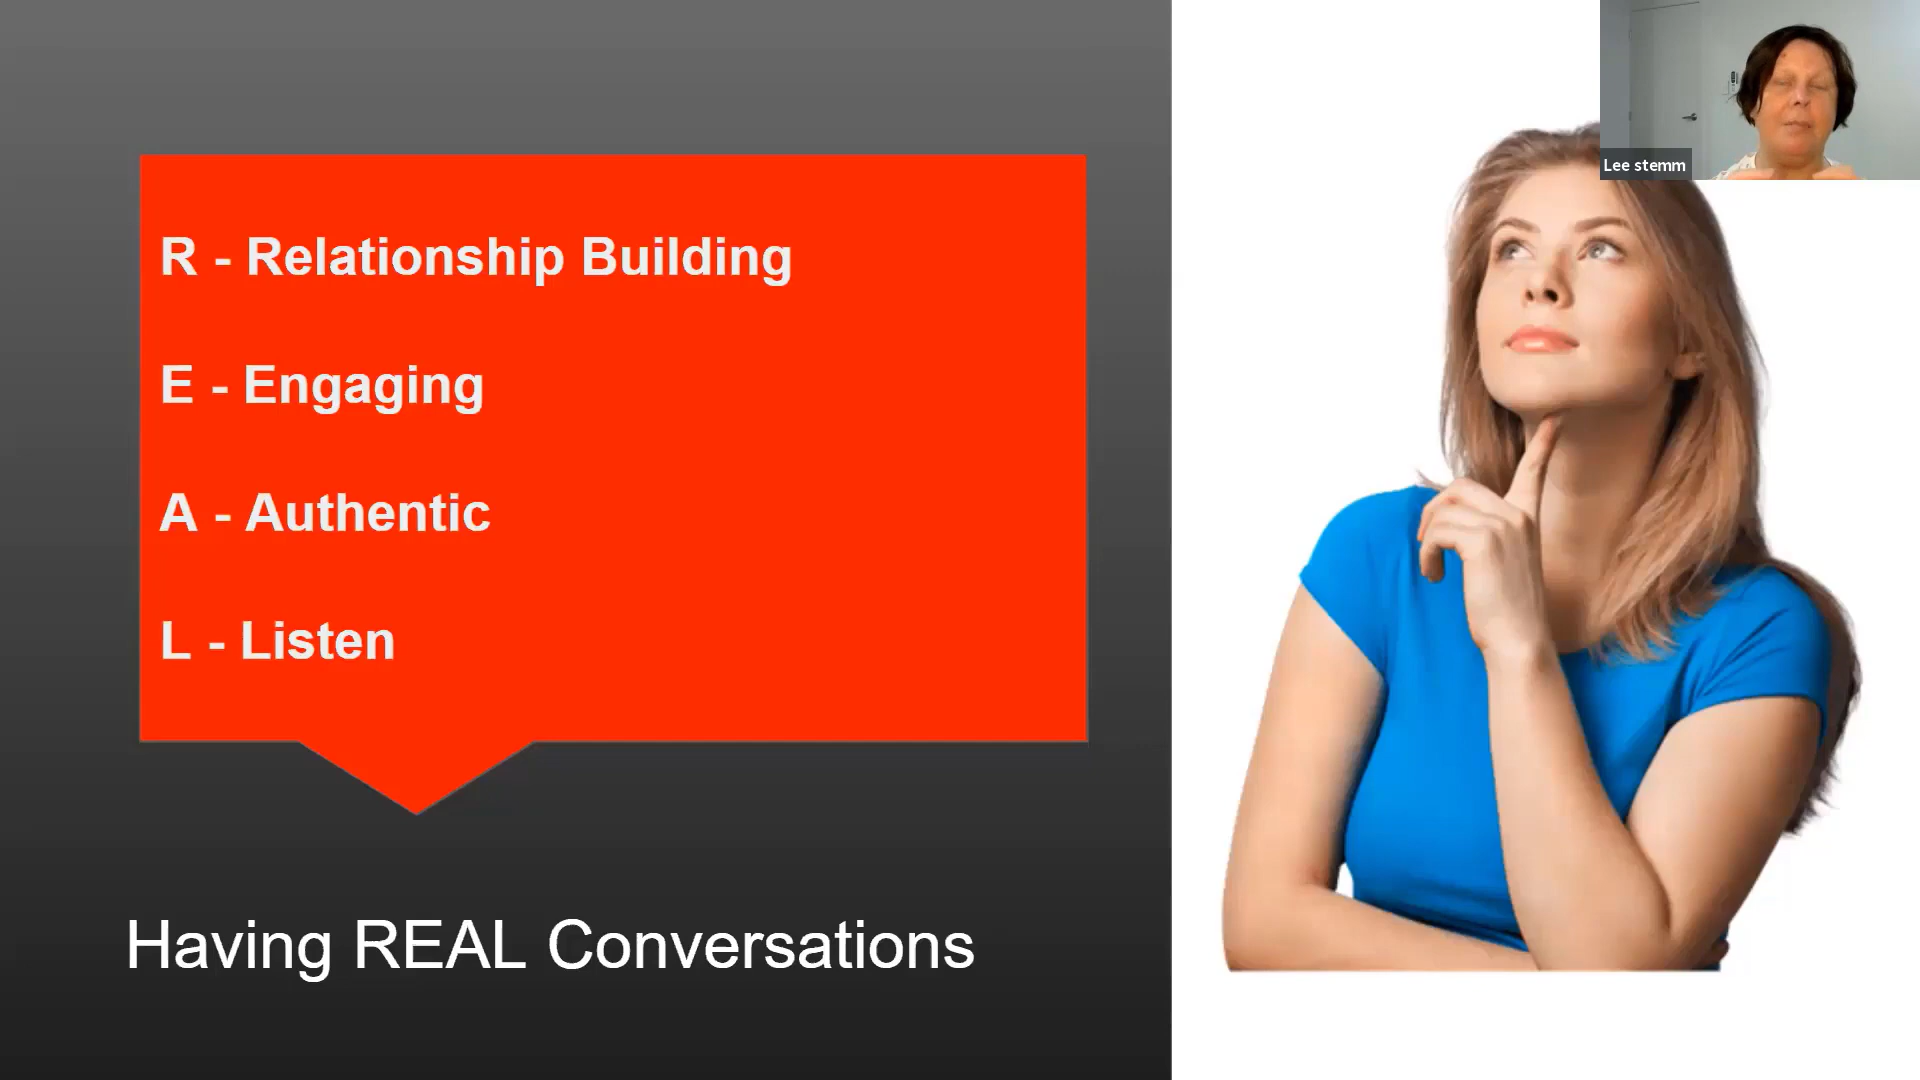 R - Relationship Building
E - Engaging
A - Authentic
L - Listen
Having REAL Conversations
Lee stemm